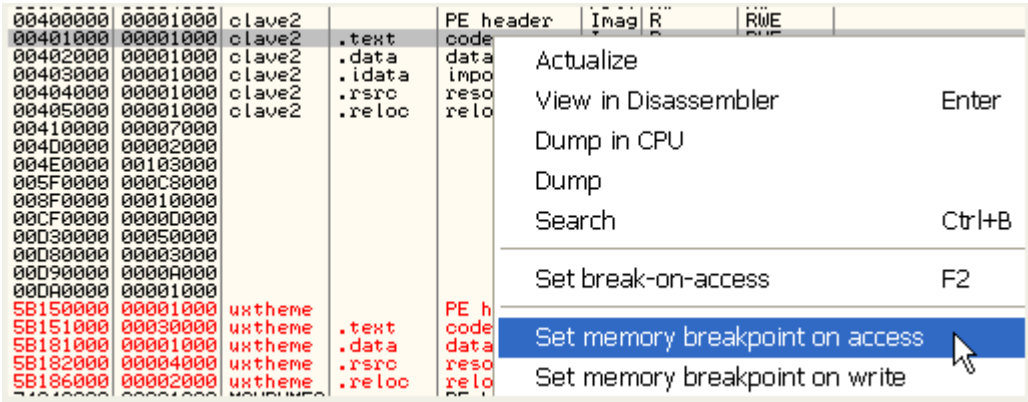 00400000 00001000 clave2 PE header Imag R RWE
00401000 00001000 clave2 .text code
00402000 00001000 clave2 .data data
00403000 00001000 clave2 .idata impo
00404000 00001000 clave2 .rsrc reso
00405000 00001000 clave2 .reloc relo
00410000 00007000
004D0000 00002000
004E0000 00103000
005F0000 000C8000
008F0000 00010000
00CF0000 0000D000
00D30000 00050000
00D80000 00003000
00D90000 0000A000
00DA0000 00001000
5B150000 00001000 uxtheme PE h
5B151000 00030000 uxtheme .text code
5B181000 00001000 uxtheme .data data
5B182000 00004000 uxtheme .rsrc reso
5B186000 00002000 uxtheme .reloc relo
Actualize
View in Disassembler Enter
Dump in CPU
Dump
Search Ctrl+B
Set break-on-access F2
Set memory breakpoint on access
Set memory breakpoint on write